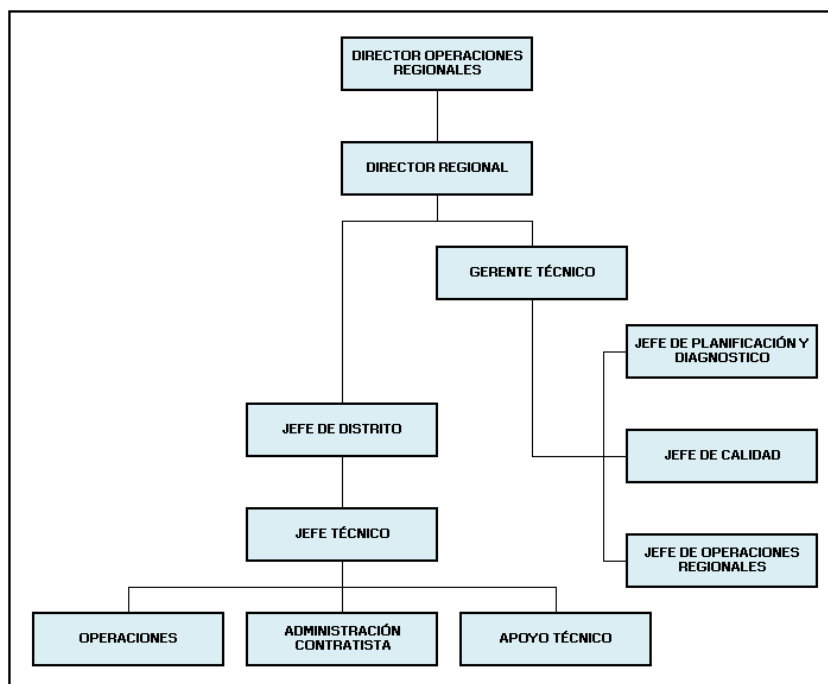 DIRECTOR OPERACIONES
REGIONALES
DIRECTOR REGIONAL
GERENTE TÉCNICO
JEFE DE PLANIFICACIÓN Y
DIAGNOSTICO
JEFE DE DISTRITO
JEFE DE CALIDAD
JEFE TÉCNICO
JEFE DE OPERACIONES
REGIONALES
OPERACIONES
ADMINISTRACIÓN
CONTRATISTA
APOYO TÉCNICO